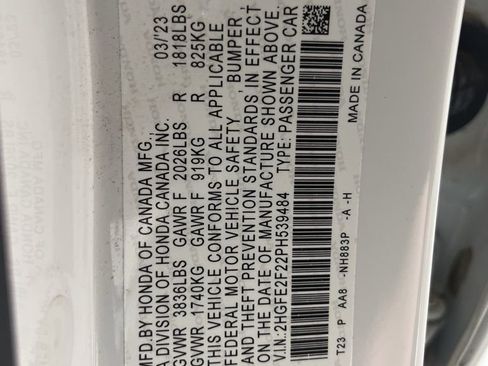 MFD.BY HONDA OF CANADA MFG., 03/'23
A DIVISION OF HONDA CANADA INC.
GVWR 3836LBS GAWR F 2028LBS R 1818LBS
GVWR 1740KG GAWR F 919KG R 825KG
THIS VEHICLE CONFORMS TO ALL APPLICABLE
FEDERAL MOTOR VEHICLE SAFETY, BUMPER
AND THEFT PREVENTION STANDARDS IN EFFECT
ON THE DATE OF MANUFACTURE SHOWN ABOVE.
V.I.N.:2HGFE2F22PH539484 TYPE: PASSENGER CAR
T23 P AA8 -NH883P -A -H MADE IN CANADA